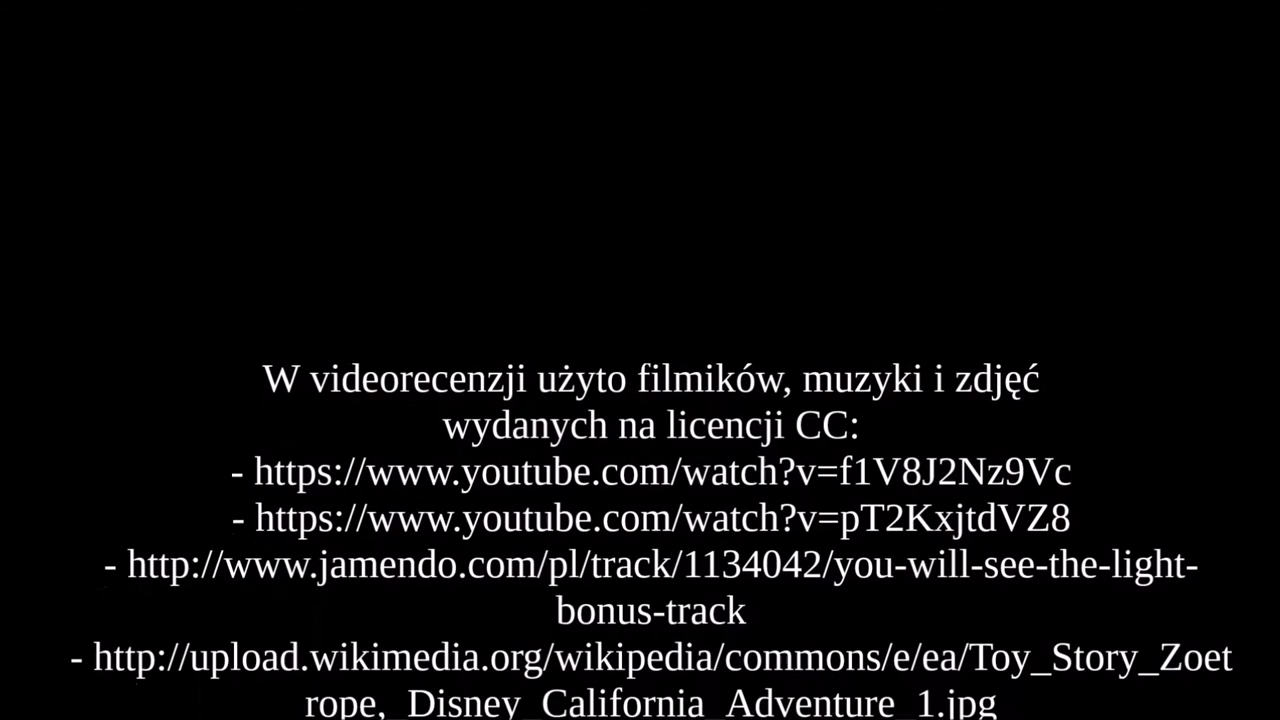 W videorecenzji użyto filmików, muzyki i zdjęć
wydanych na licencji CC:
- https://www.youtube.com/watch?v=f1V8J2Nz9Vc
- https://www.youtube.com/watch?v=pT2KxjtdVZ8
- http://www.jamendo.com/pl/track/1134042/you-will-see-the-light-
bonus-track
- http://upload.wikimedia.org/wikipedia/commons/e/ea/Toy_Story_Zoet
rope,_Disney_California_Adventure_1.jpg